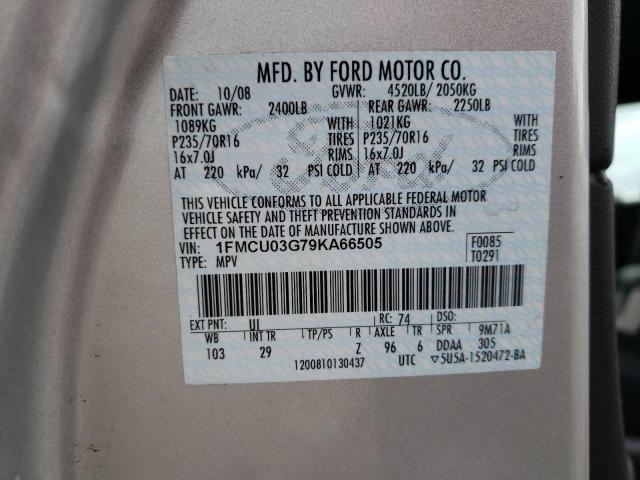 MFD. BY FORD MOTOR CO.
DATE: 10/08 GVWR: 4520LB/ 2050KG
FRONT GAWR: 2400LB REAR GAWR: 2250LB
1089KG WITH 1021KG WITH
P235/70R16 TIRES P235/70R16 TIRES
16x7.0J RIMS 16x7.0J RIMS
AT 220 kPa/ 32 PSI COLD AT 220 kPa/ 32 PSI COLD
Ford
THIS VEHICLE CONFORMS TO ALL APPLICABLE FEDERAL MOTOR
VEHICLE SAFETY AND THEFT PREVENTION STANDARDS IN
EFFECT ON THE DATE OF MANUFACTURE SHOWN ABOVE.
VIN: 1FMCU03G79KA66505 F0085
TYPE: MPV T0291
EXT PNT: UI RC: 74 DSO:
WB INT TR TP/PS R AXLE TR SPR 9M71A
103 29 Z 96 6 DDAA 305
1200810130437 UTC ▽5U5A-1520472-BA